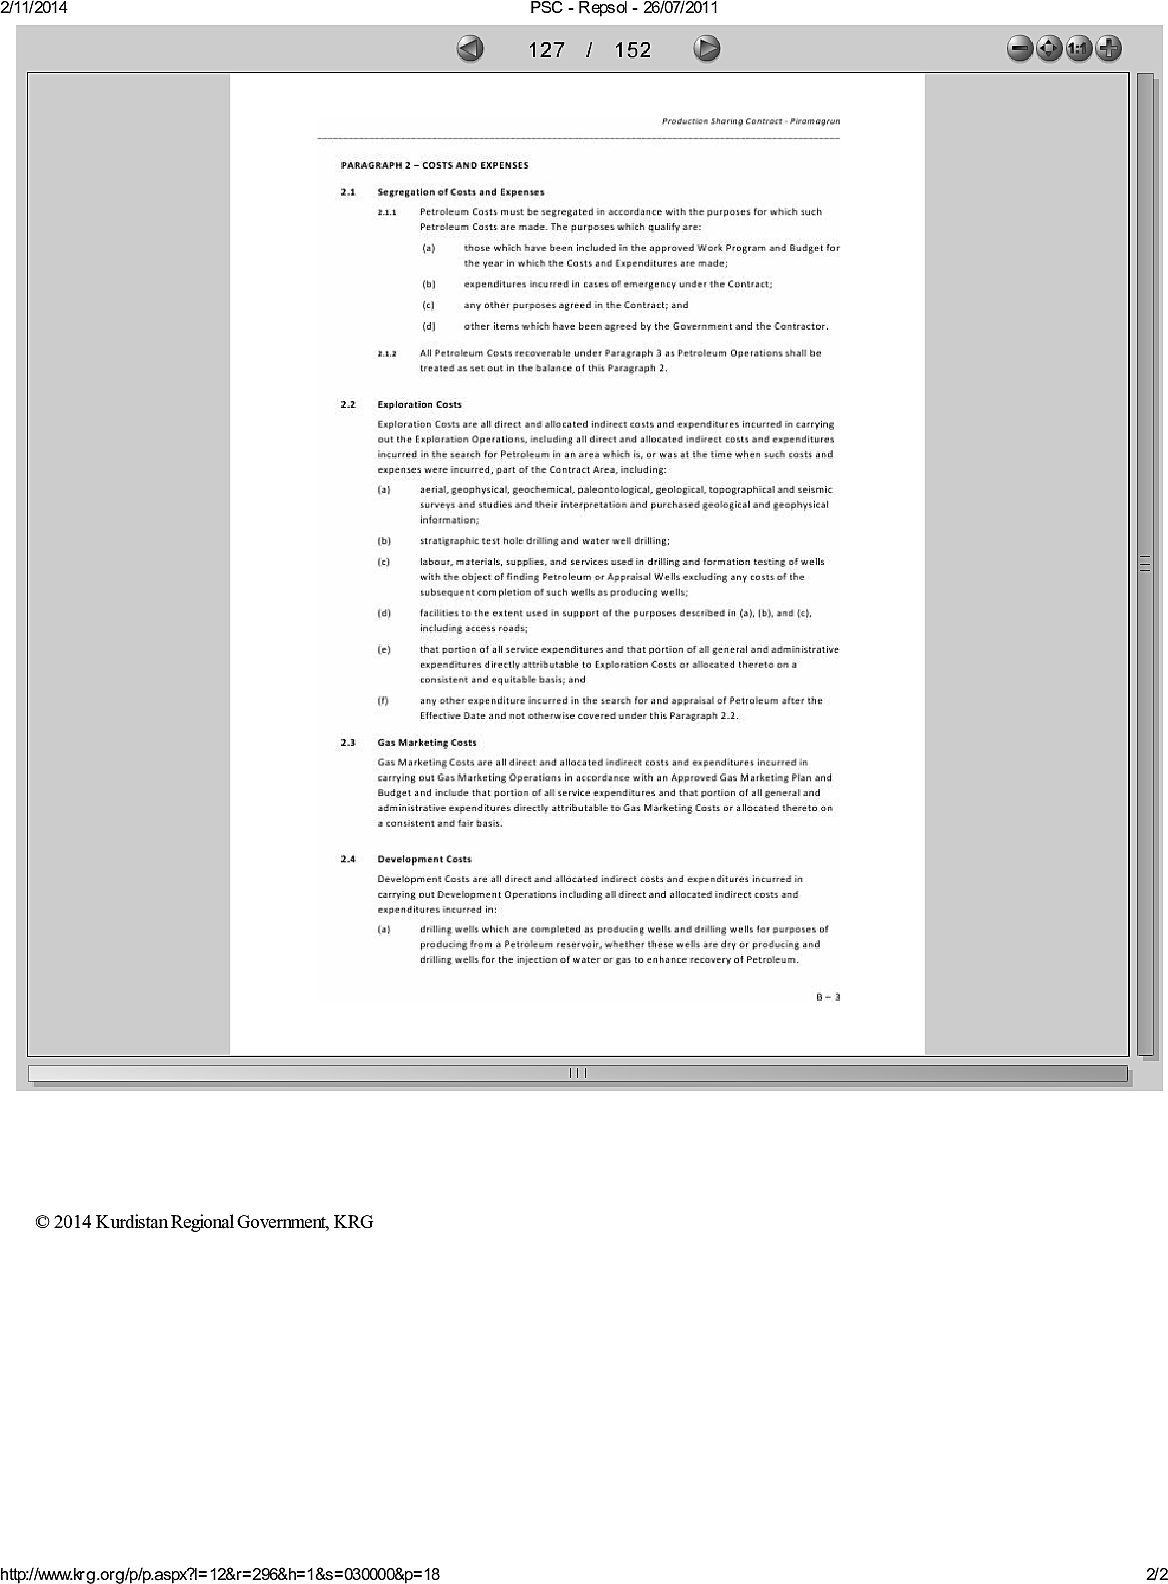 2/11/2014
PSC - Repsol - 26/07/2011
127 / 152
1:1
Production Sharing Contract - Piramagrun
PARAGRAPH 2 – COSTS AND EXPENSES
2.1 Segregation of Costs and Expenses
2.1.1 Petroleum Costs must be segregated in accordance with the purposes for which such
Petroleum Costs are made. The purposes which qualify are:
(a) those which have been included in the approved Work Program and Budget for
the year in which the Costs and Expenditures are made;
(b) expenditures incurred in cases of emergency under the Contract;
(c) any other purposes agreed in the Contract; and
(d) other items which have been agreed by the Government and the Contractor.
2.1.2 All Petroleum Costs recoverable under Paragraph 3 as Petroleum Operations shall be
treated as set out in the balance of this Paragraph 2.
2.2 Exploration Costs
Exploration Costs are all direct and allocated indirect costs and expenditures incurred in carrying
out the Exploration Operations, including all direct and allocated indirect costs and expenditures
incurred in the search for Petroleum in an area which is, or was at the time when such costs and
expenses were incurred, part of the Contract Area, including:
(a) aerial, geophysical, geochemical, paleontological, geological, topographical and seismic
surveys and studies and their interpretation and purchased geological and geophysical
information;
(b) stratigraphic test hole drilling and water well drilling;
(c) labour, materials, supplies, and services used in drilling and formation testing of wells
with the object of finding Petroleum or Appraisal Wells excluding any costs of the
subsequent completion of such wells as producing wells;
(d) facilities to the extent used in support of the purposes described in (a), (b), and (c),
including access roads;
(e) that portion of all service expenditures and that portion of all general and administrative
expenditures directly attributable to Exploration Costs or allocated thereto on a
consistent and equitable basis; and
(f) any other expenditure incurred in the search for and appraisal of Petroleum after the
Effective Date and not otherwise covered under this Paragraph 2.2.
2.3 Gas Marketing Costs
Gas Marketing Costs are all direct and allocated indirect costs and expenditures incurred in
carrying out Gas Marketing Operations in accordance with an Approved Gas Marketing Plan and
Budget and include that portion of all service expenditures and that portion of all general and
administrative expenditures directly attributable to Gas Marketing Costs or allocated thereto on
a consistent and fair basis.
2.4 Development Costs
Development Costs are all direct and allocated indirect costs and expenditures incurred in
carrying out Development Operations including all direct and allocated indirect costs and
expenditures incurred in:
(a) drilling wells which are completed as producing wells and drilling wells for purposes of
producing from a Petroleum reservoir, whether these wells are dry or producing and
drilling wells for the injection of water or gas to enhance recovery of Petroleum.
B – 3
© 2014 Kurdistan Regional Government, KRG
http://www.krg.org/p/p.aspx?l=12&r=296&h=1&s=030000&p=18
2/2